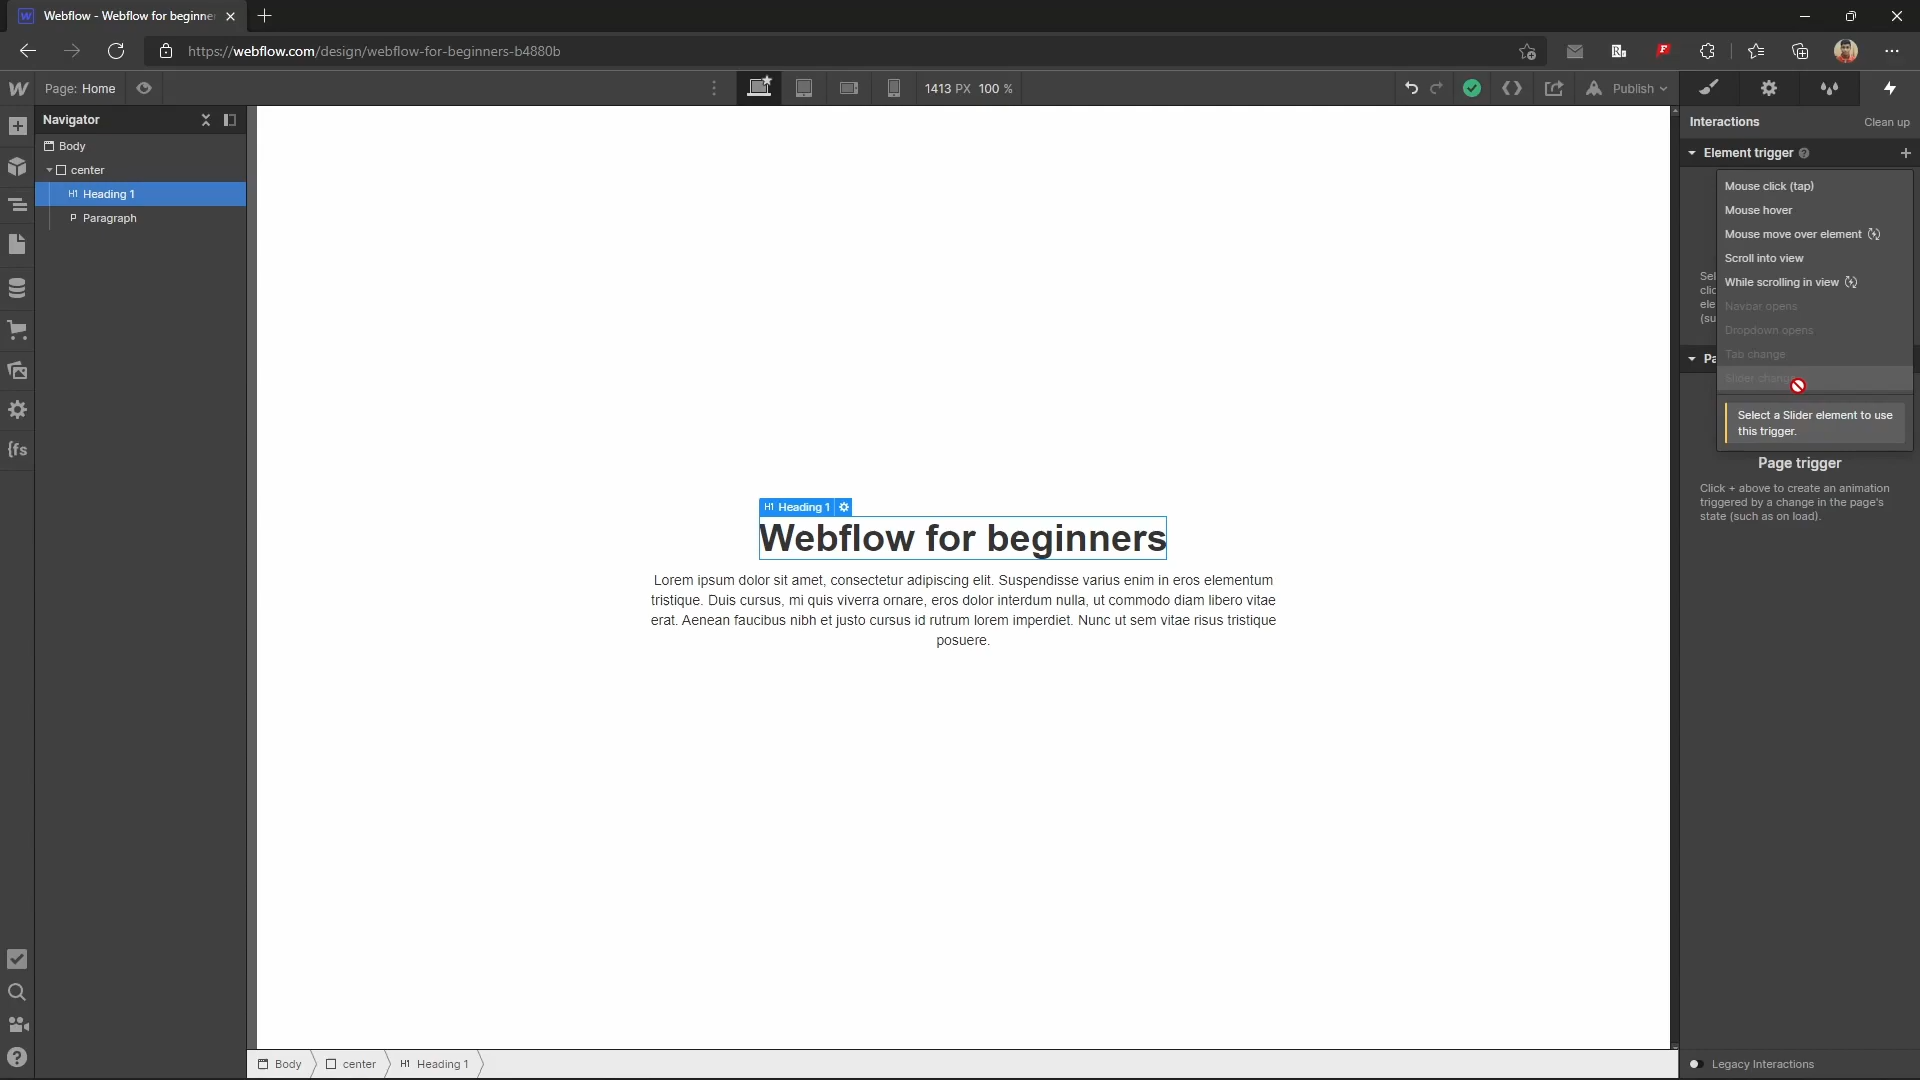 Webflow - Webflow for beginner
https://webflow.com/design/webflow-for-beginners-b4880b
Page: Home
1413 PX 100 %
Publish
Navigator
Body
center
H1 Heading 1
P Paragraph
H1 Heading 1
Webflow for beginners
Lorem ipsum dolor sit amet, consectetur adipiscing elit. Suspendisse varius enim in eros elementum
tristique. Duis cursus, mi quis viverra ornare, eros dolor interdum nulla, ut commodo diam libero vitae
erat. Aenean faucibus nibh et justo cursus id rutrum lorem imperdiet. Nunc ut sem vitae risus tristique
posuere.
Interactions Clean up
Element trigger
Mouse click (tap)
Mouse hover
Mouse move over element
Scroll into view
While scrolling in view
Navbar opens
Dropdown opens
Tab change
Slider change
Select a Slider element to use
this trigger.
Page trigger
Click + above to create an animation
triggered by a change in the page's
state (such as on load).
Body center H1 Heading 1
Legacy Interactions